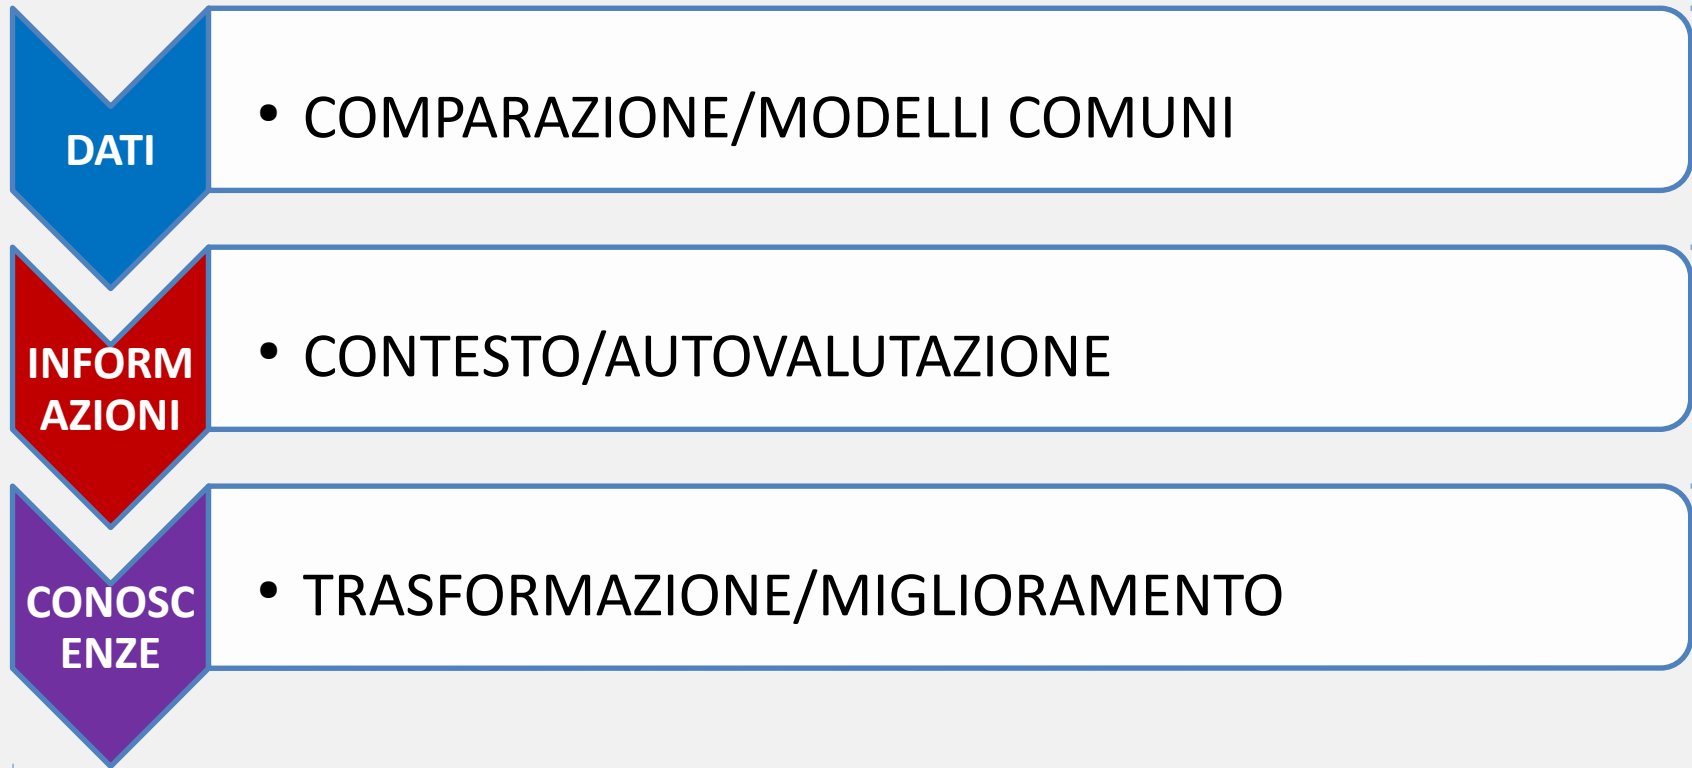 DATI
• COMPARAZIONE/MODELLI COMUNI
INFORM
AZIONI
• CONTESTO/AUTOVALUTAZIONE
CONOSC
ENZE
• TRASFORMAZIONE/MIGLIORAMENTO